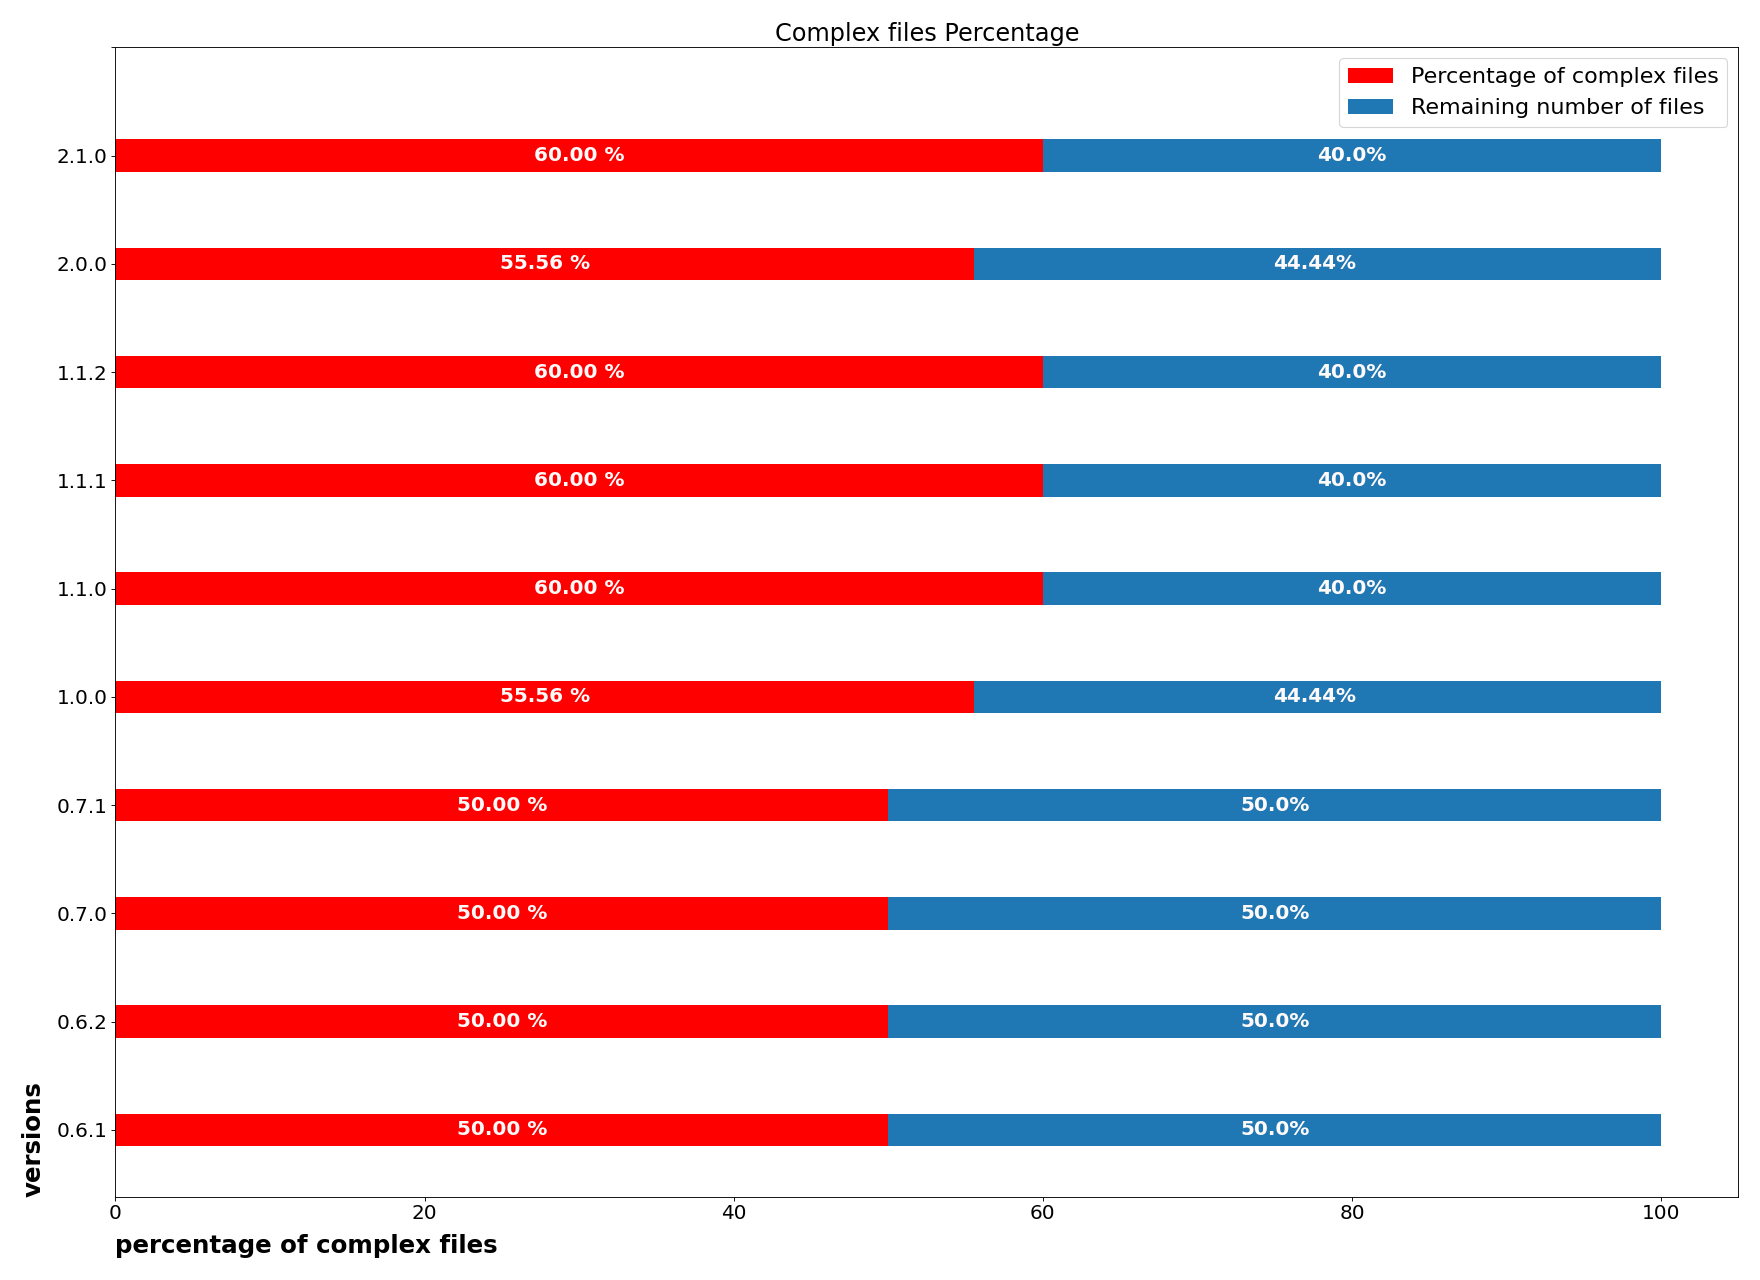 Complex files Percentage
Percentage of complex files
Remaining number of files
2.1.0 60.00 % 40.0%
2.0.0 55.56 % 44.44%
1.1.2 60.00 % 40.0%
1.1.1 60.00 % 40.0%
1.1.0 60.00 % 40.0%
1.0.0 55.56 % 44.44%
0.7.1 50.00 % 50.0%
0.7.0 50.00 % 50.0%
0.6.2 50.00 % 50.0%
0.6.1 50.00 % 50.0%
versions
0 20 40 60 80 100
percentage of complex files